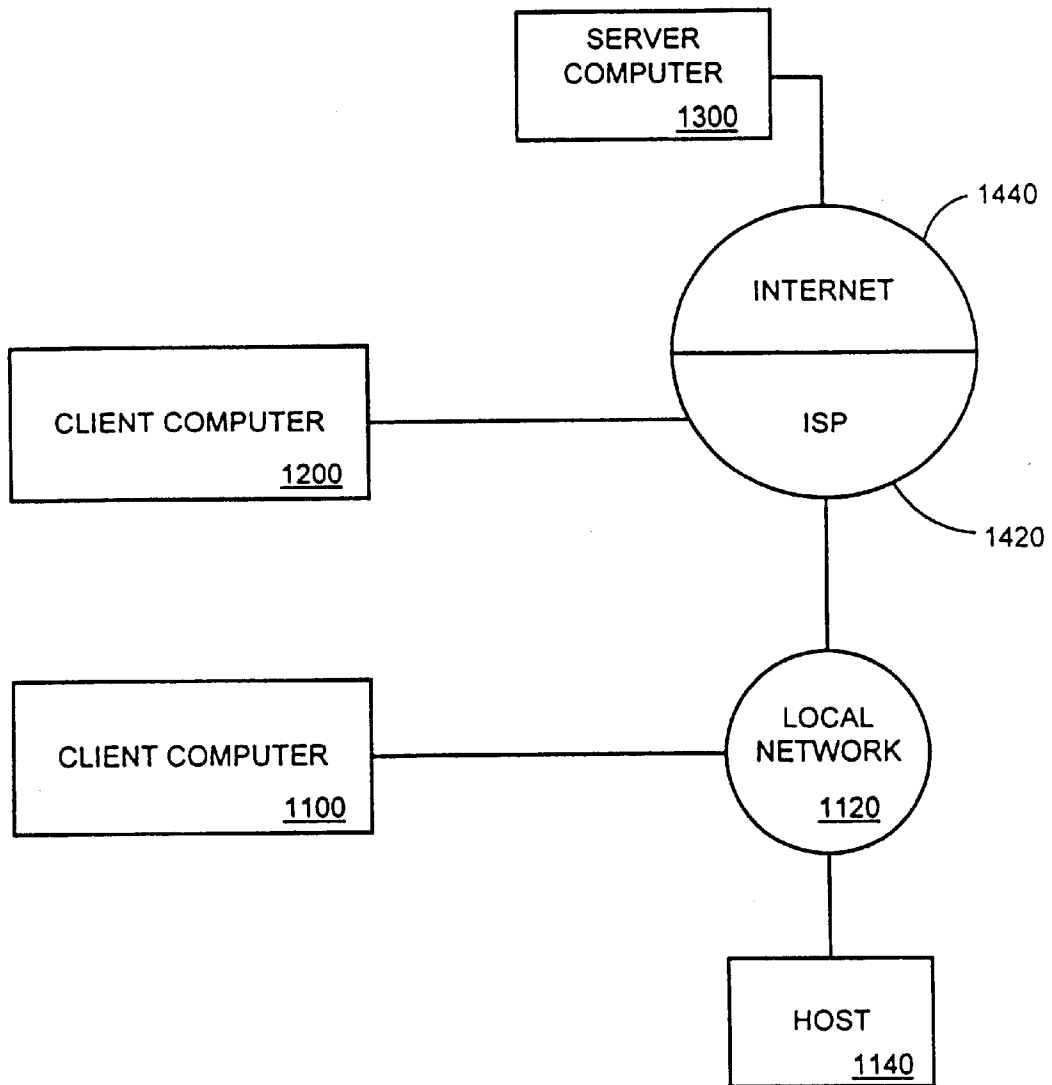 SERVER
COMPUTER
1300
1440
INTERNET
ISP
1420
CLIENT COMPUTER
1200
CLIENT COMPUTER
1100
LOCAL
NETWORK
1120
HOST
1140